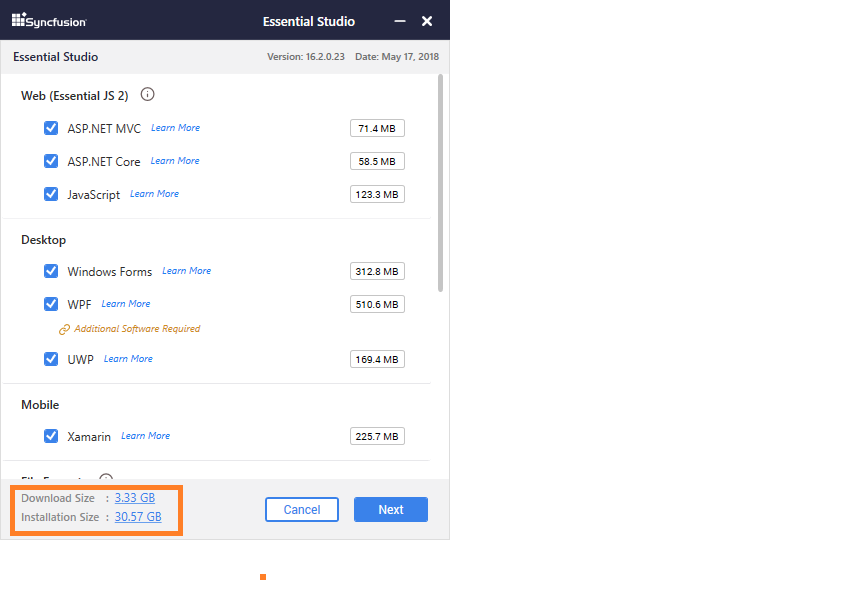 Syncfusion Essential Studio
Essential Studio Version: 16.2.0.23 Date: May 17, 2018
Web (Essential JS 2)
ASP.NET MVC Learn More 71.4 MB
ASP.NET Core Learn More 58.5 MB
JavaScript Learn More 123.3 MB
Desktop
Windows Forms Learn More 312.8 MB
WPF Learn More 510.6 MB
Additional Software Required
UWP Learn More 169.4 MB
Mobile
Xamarin Learn More 225.7 MB
Download Size : 3.33 GB
Installation Size : 30.57 GB
Cancel Next